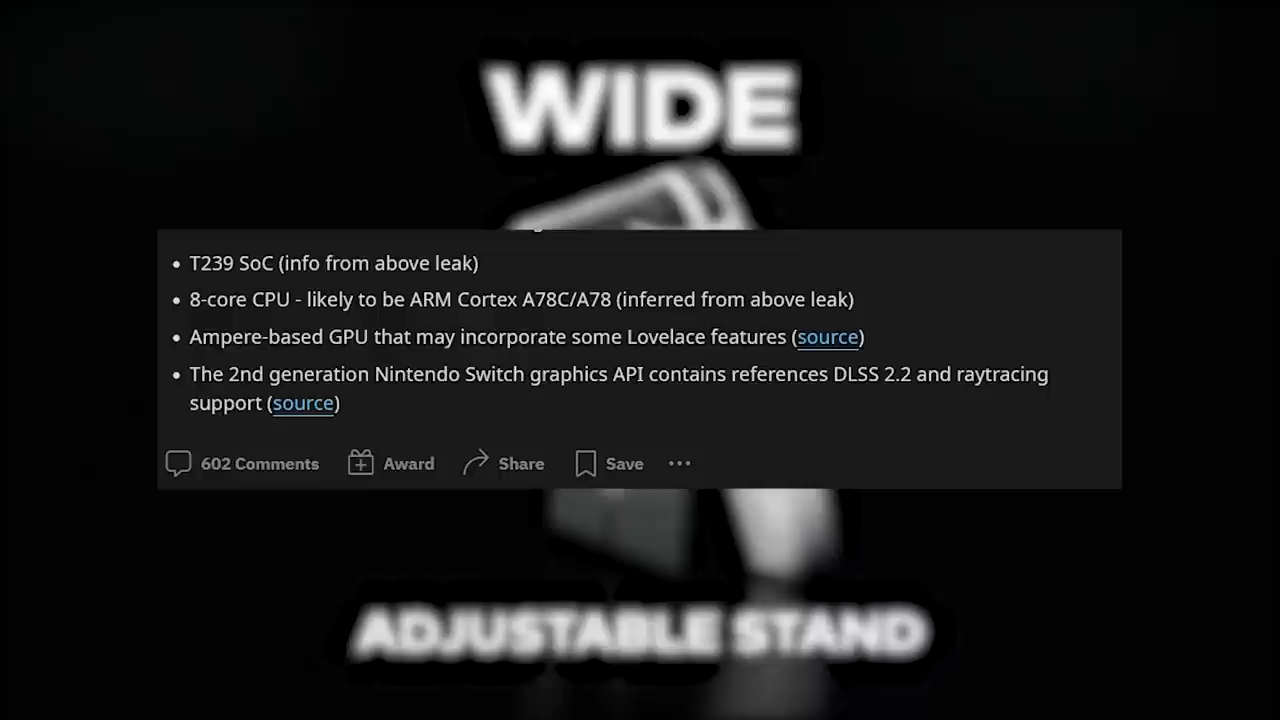 WIDE
• T239 SoC (info from above leak)
• 8-core CPU - likely to be ARM Cortex A78C/A78 (inferred from above leak)
• Ampere-based GPU that may incorporate some Lovelace features (source)
• The 2nd generation Nintendo Switch graphics API contains references DLSS 2.2 and raytracing
support (source)
602 Comments Award Share Save •••
ADJUSTABLE STAND